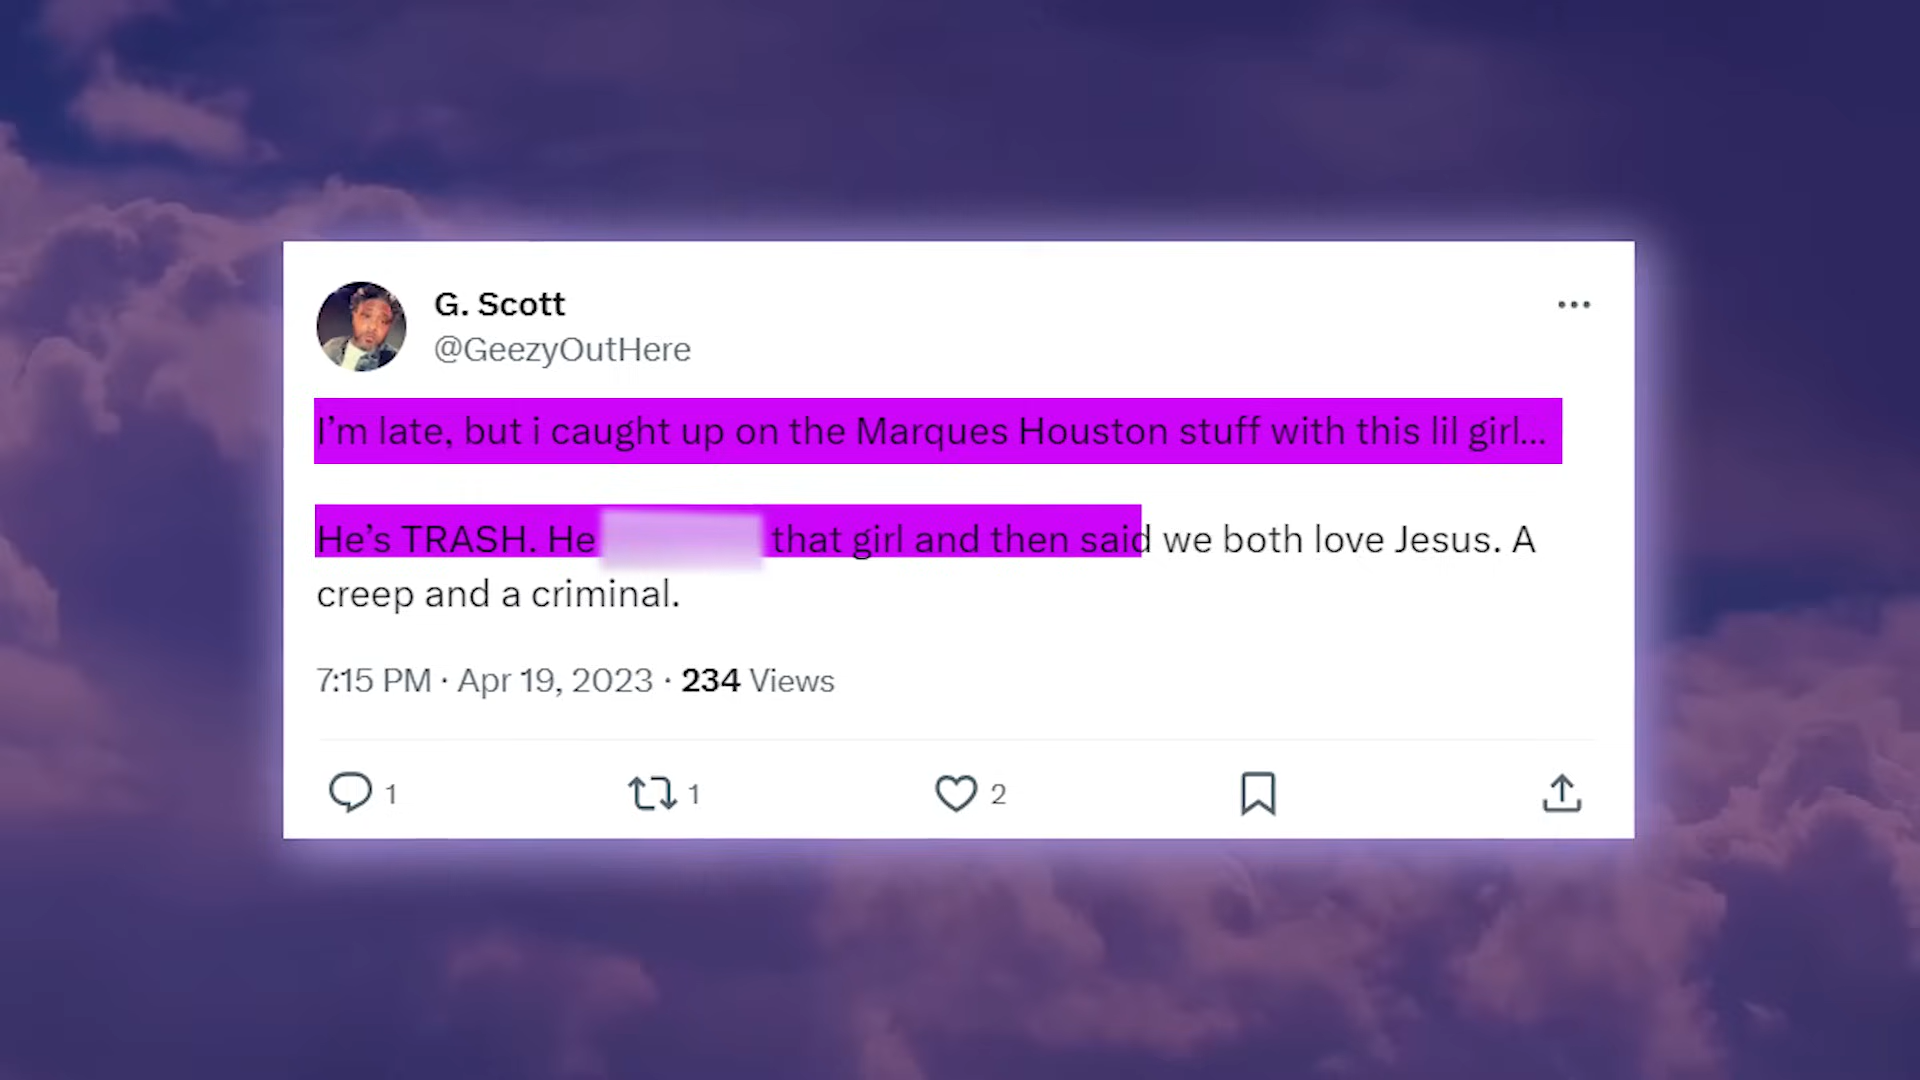 G. Scott
@GeezyOutHere
I’m late, but i caught up on the Marques Houston stuff with this lil girl...
He’s TRASH. He that girl and then said we both love Jesus. A
creep and a criminal.
7:15 PM · Apr 19, 2023 · 234 Views
1 1 2